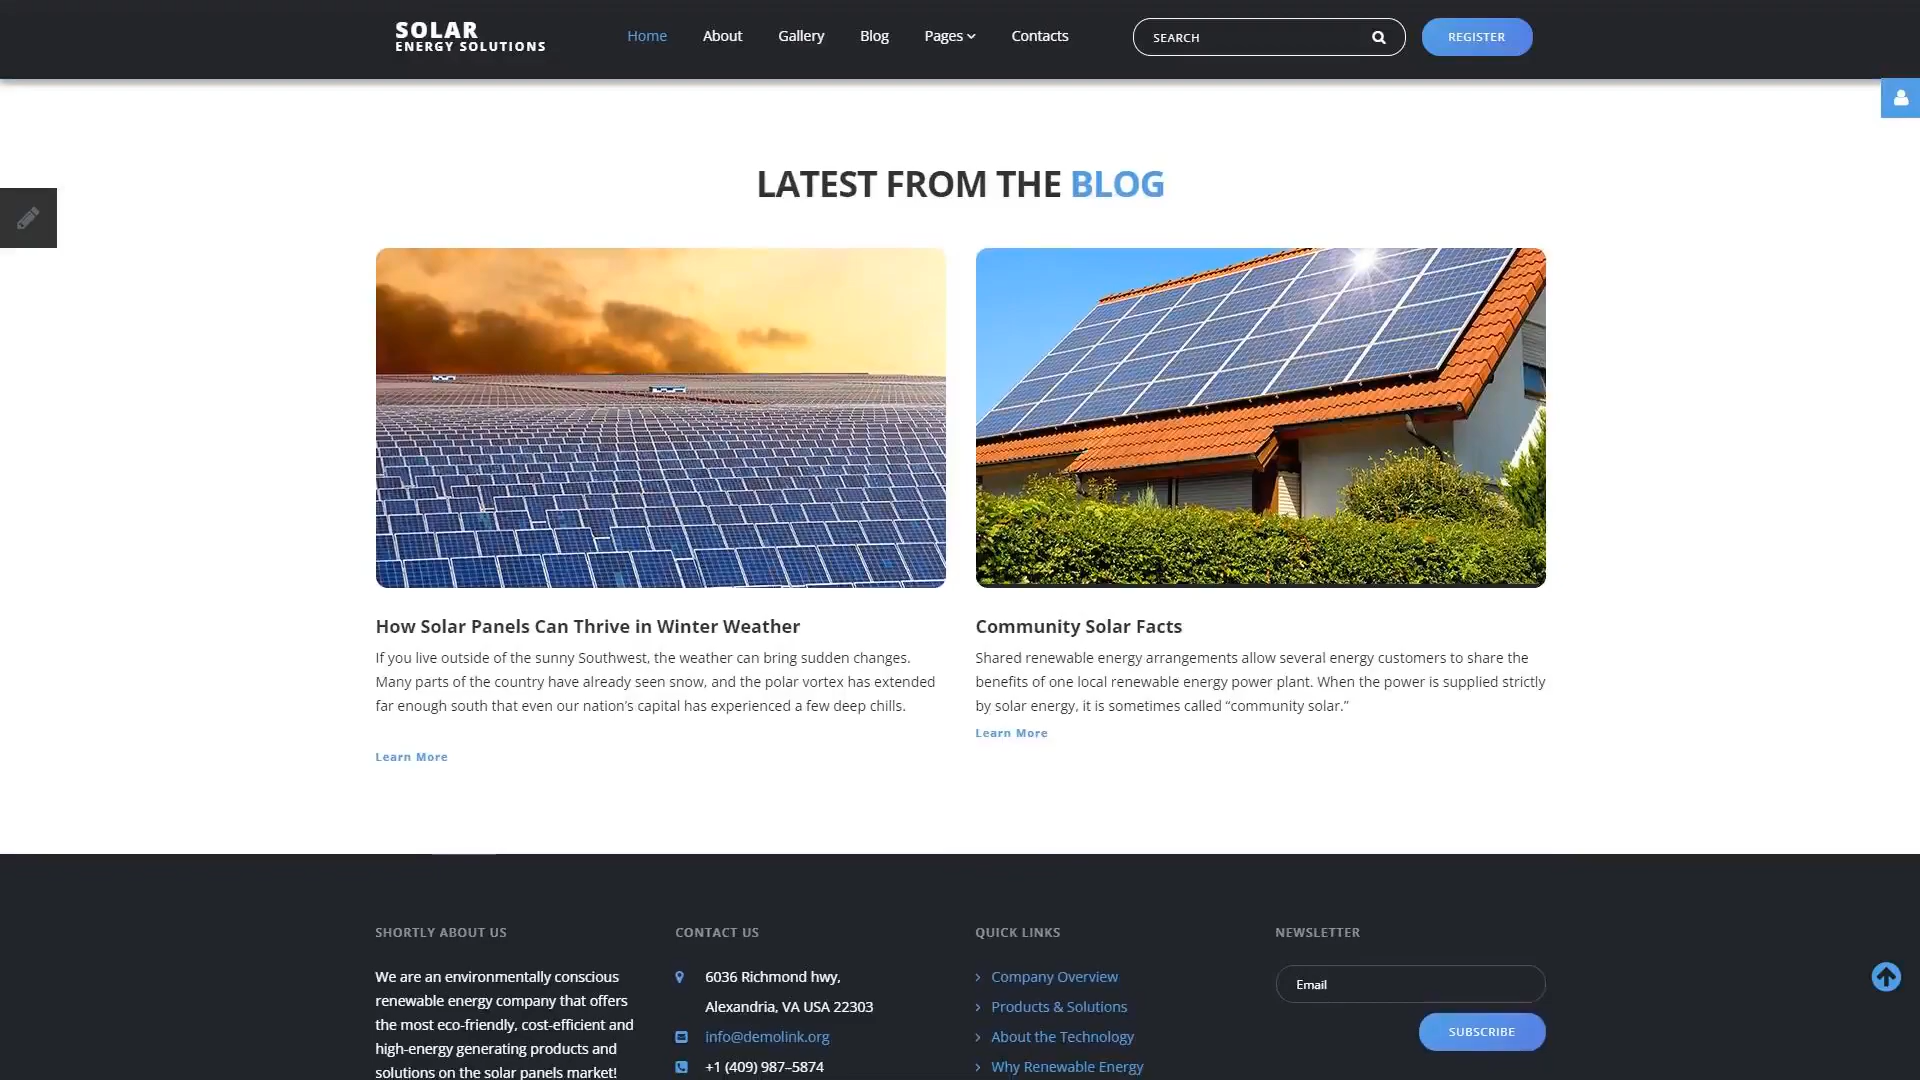 SOLAR
ENERGY SOLUTIONS
Home
About
Gallery
Blog
Pages
Contacts
SEARCH
REGISTER
LATEST FROM THE BLOG
How Solar Panels Can Thrive in Winter Weather
If you live outside of the sunny Southwest, the weather can bring sudden changes.
Many parts of the country have already seen snow, and the polar vortex has extended
far enough south that even our nation’s capital has experienced a few deep chills.
Learn More
Community Solar Facts
Shared renewable energy arrangements allow several energy customers to share the
benefits of one local renewable energy power plant. When the power is supplied strictly
by solar energy, it is sometimes called “community solar.”
Learn More
SHORTLY ABOUT US
We are an environmentally conscious
renewable energy company that offers
the most eco-friendly, cost-efficient and
high-energy generating products and
solutions on the solar panels market!
CONTACT US
6036 Richmond hwy,
Alexandria, VA USA 22303
info@demolink.org
+1 (409) 987–5874
QUICK LINKS
Company Overview
Products & Solutions
About the Technology
Why Renewable Energy
NEWSLETTER
Email
SUBSCRIBE